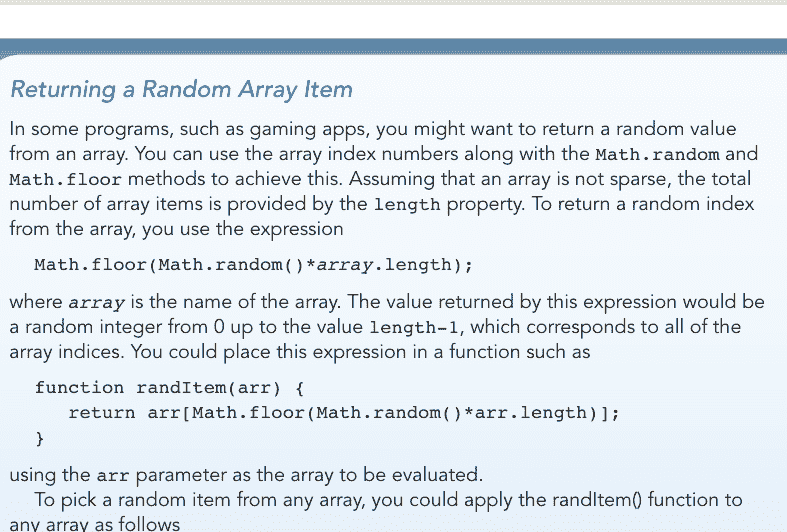 Returning a Random Array Item
In some programs, such as gaming apps, you might want to return a random value
from an array. You can use the array index numbers along with the Math.random and
Math.floor methods to achieve this. Assuming that an array is not sparse, the total
number of array items is provided by the length property. To return a random index
from the array, you use the expression
Math.floor(Math.random()*array.length);
where array is the name of the array. The value returned by this expression would be
a random integer from 0 up to the value length-1, which corresponds to all of the
array indices. You could place this expression in a function such as
function randItem(arr) {
return arr[Math.floor(Math.random()*arr.length)];
}
using the arr parameter as the array to be evaluated.
To pick a random item from any array, you could apply the randItem() function to
any array as follows